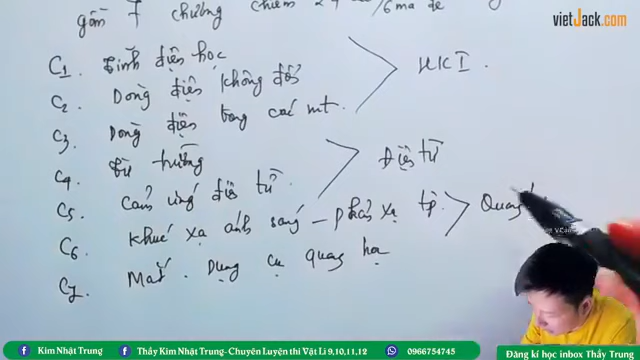 gồm 7 chương chiếm
vietJack.com
C1. Tĩnh điện học
C2. Dòng điện không đổi
HKI.
C3. Dòng điện trong các mt.
C4. Từ trường
Điện từ
C5. Cảm ứng điện từ.
C6. Khúc xạ ánh sáng – phản xạ tp.
Quang
C7. Mắt. Dụng cụ quang học
Kim Nhật Trung
Thầy Kim Nhật Trung- Chuyên Luyện thi Vật Lí 9,10,11,12
0966754745
Đăng kí học inbox Thầy Trung